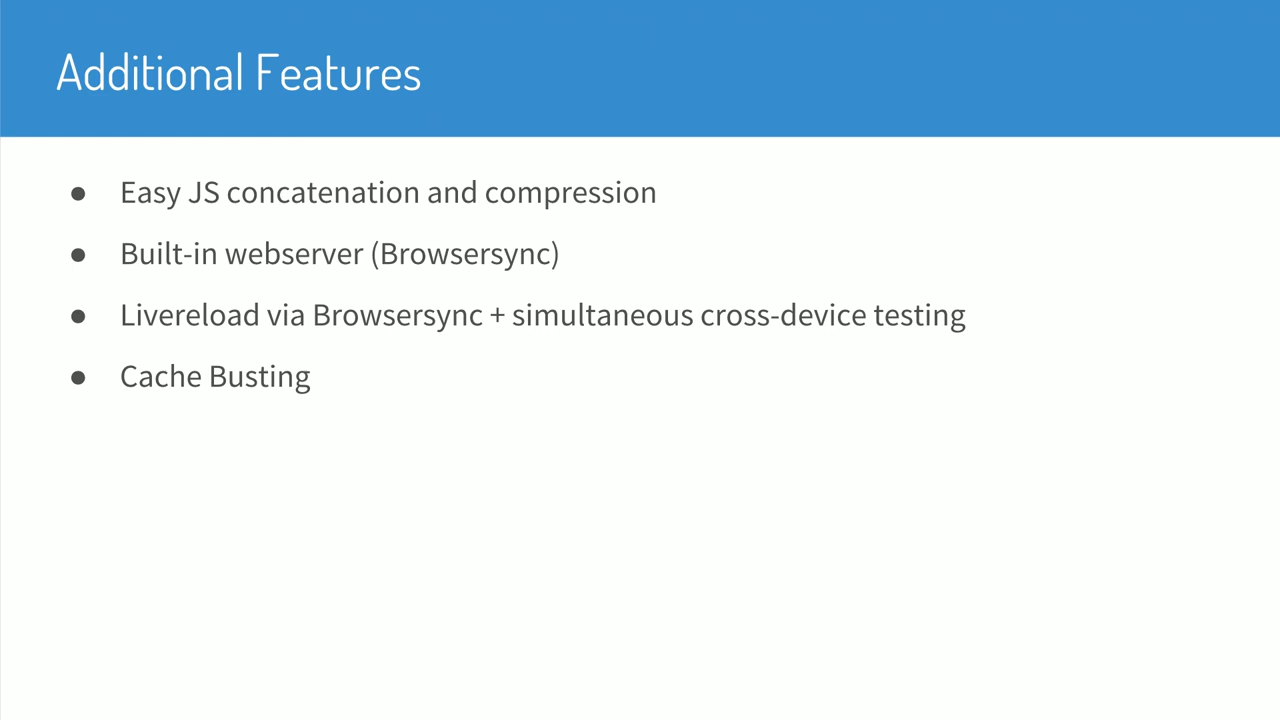 Additional Features
● Easy JS concatenation and compression
● Built-in webserver (Browsersync)
● Livereload via Browsersync + simultaneous cross-device testing
● Cache Busting